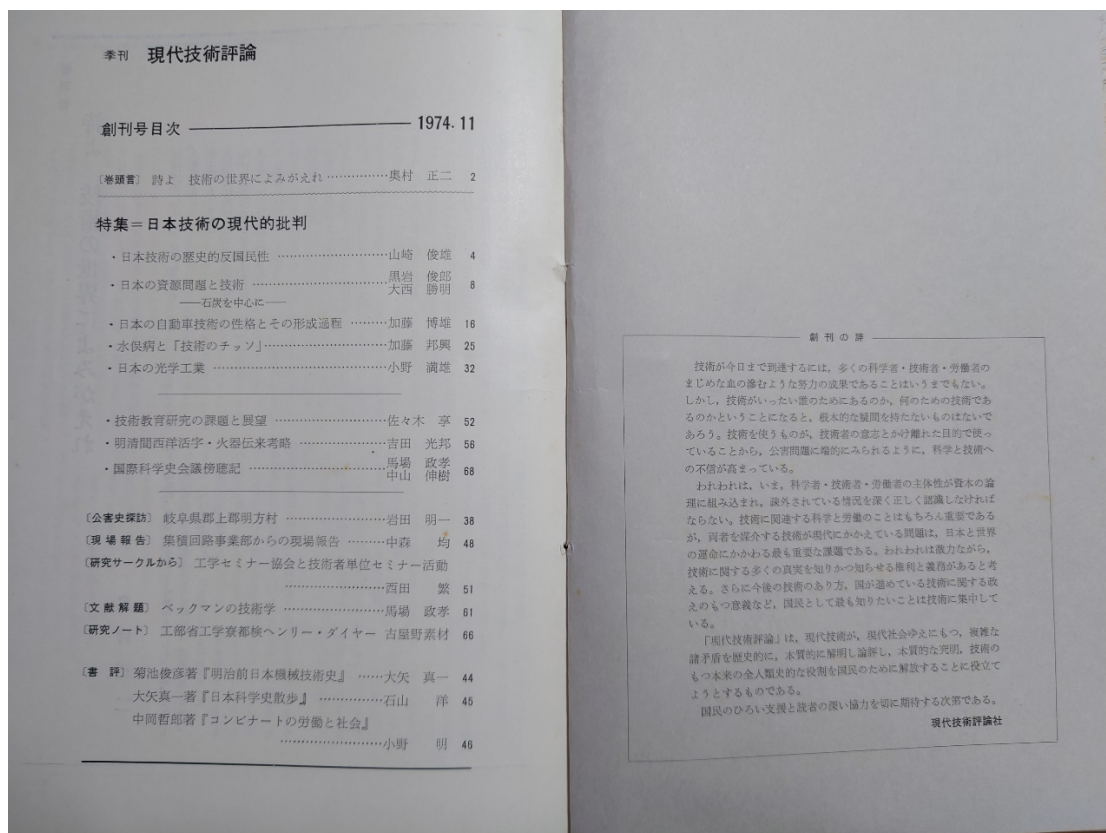 季刊 現代技術評論
創刊号目次 1974.11
〔巻頭言〕 詩よ 技術の世界によみがえれ……………奥村 正二 2
特集＝日本技術の現代的批判
・日本技術の歴史的反国民性……………山崎 俊雄 4
・日本の資源問題と技術……………黒岩 俊郎 大西 勝明 8
――石炭を中心に――
・日本の自動車技術の性格とその形成過程………加藤 博雄 16
・水俣病と「技術のチッソ」……………加藤 邦興 25
・日本の光学工業……………小野 満雄 32
・技術教育研究の課題と展望……………佐々木 享 52
・明清間西洋活字・火器伝来考略……………吉田 光邦 56
・国際科学史会議傍聴記……………馬場 政孝 中山 伸樹 68
〔公害史探訪〕 岐阜県郡上郡明方村……………岩田 明一 38
〔現場報告〕 集積回路事業部からの現場報告………中森 均 48
〔研究サークルから〕 工学セミナー協会と技術者単位セミナー活動
……………西田 繁 51
〔文献解題〕 ベックマンの技術学……………馬場 政孝 61
〔研究ノート〕 工部省工学寮都検ヘンリー・ダイヤー 古屋野素材 66
〔書 評〕 菊池俊彦著『明治前日本機械技術史』……大矢 真一 44
大矢真一著『日本科学史散歩』……………石山 洋 45
中岡哲郎著『コンビナートの労働と社会』
……………小野 明 46
創刊の辞
技術が今日まで到達するには，多くの科学者・技術者・労働者の
まじめな血の滲むような努力の成果であることはいうまでもない。
しかし，技術がいったい誰のためにあるのか，何のための技術であ
るのかということになると，根本的な疑問を持たないものはないで
あろう。技術を使うものが，技術者の意志とかけ離れた目的で使っ
ていることから，公害問題に端的にみられるように，科学と技術へ
の不信が高まっている。
われわれは，いま，科学者・技術者・労働者の主体性が資本の論
理に組み込まれ，疎外されている情況を深く正しく認識しなければ
ならない。技術に関連する科学と労働のことはもちろん重要である
が，両者を媒介する技術が現代にかかえている問題は，日本と世界
の運命にかかわる最も重要な課題である。われわれは微力ながら，
技術に関する多くの真実を知りかつ知らせる権利と義務があると考
える。さらに今後の技術のあり方，国が進めている技術に関する政
えのもつ意義など，国民として最も知りたいことは技術に集中して
いる。
『現代技術評論』は，現代技術が，現代社会ゆえにもつ，複雑な
諸矛盾を歴史的に，本質的に解明し論評し，本質的な究明，技術の
もつ本来の全人類史的な役割を国民のために解放することに役立て
ようとするものである。
国民のひろい支援と読者の深い協力を切に期待する次第である。
現代技術評論社